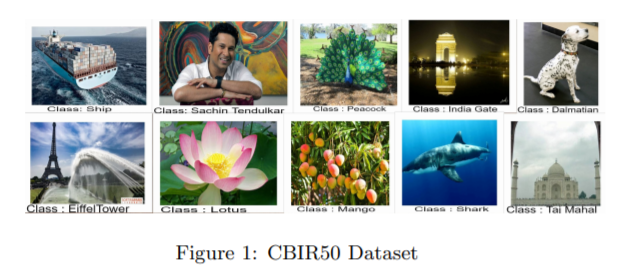 Class: Ship
Class: Sachin Tendulkar
Class : Peacock
Class : India Gate
Class : Dalmatian
Class : EiffelTower
Class : Lotus
Class : Mango
Class : Shark
Class : Taj Mahal
Figure 1: CBIR50 Dataset